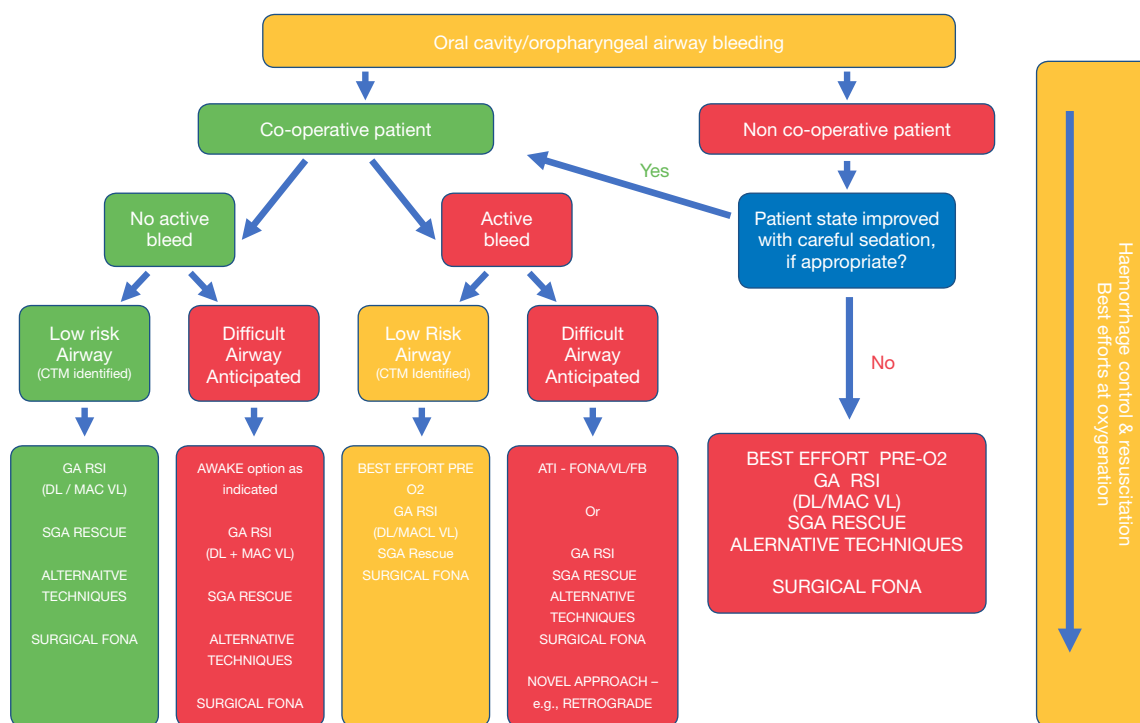 Oral cavity/oropharyngeal airway bleeding
Co-operative patient
Non co-operative patient
Yes
No active
bleed
Active
bleed
Patient state improved
with careful sedation,
if appropriate?
Low risk
Airway
(CTM identified)
Difficult
Airway
Anticipated
Low Risk
Airway
(CTM Identified)
Difficult
Airway
Anticipated
No
GA RSI
(DL / MAC VL)
SGA RESCUE
ALTERNAITVE
TECHNIQUES
SURGICAL FONA
AWAKE option as
indicated
GA RSI
(DL + MAC VL)
SGA RESCUE
ALTERNATIVE
TECHNIQUES
SURGICAL FONA
BEST EFFORT PRE
O2
GA RSI
(DL/MACL VL)
SGA Rescue
SURGICAL FONA
ATI - FONA/VL/FB
Or
GA RSI
SGA RESCUE
ALTERNATIVE
TECHNIQUES
SURGICAL FONA
NOVEL APPROACH –
e.g., RETROGRADE
BEST EFFORT PRE-O2
GA RSI
(DL/MAC VL)
SGA RESCUE
ALERNATIVE TECHNIQUES
SURGICAL FONA
Haemorrhage control & resuscitation
Best efforts at oxygenation